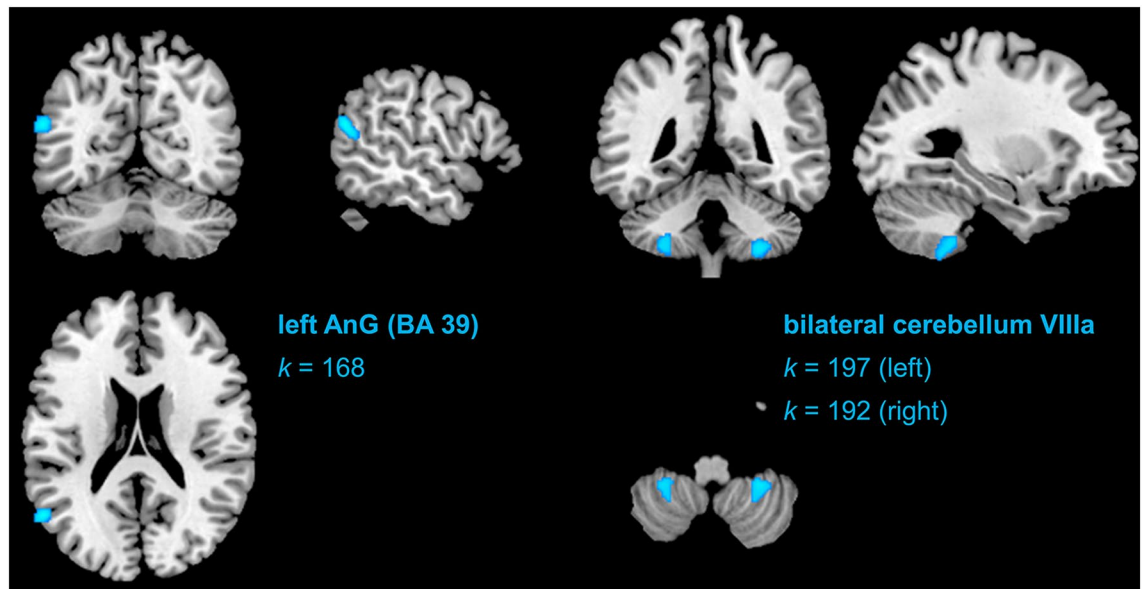 left AnG (BA 39)
k = 168
bilateral cerebellum VIIIa
k = 197 (left)
k = 192 (right)